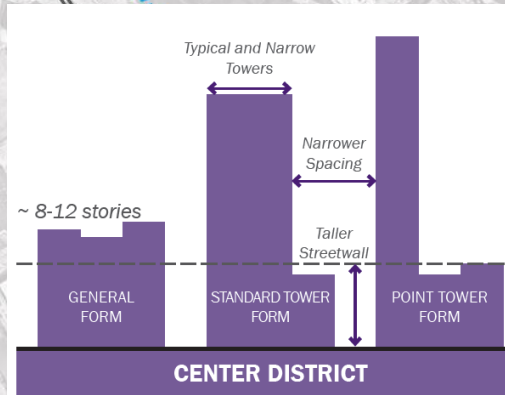 Typical and Narrow
Towers
Narrower
Spacing
~ 8-12 stories
Taller
Streetwall
GENERAL
FORM
STANDARD TOWER
FORM
POINT TOWER
FORM
CENTER DISTRICT